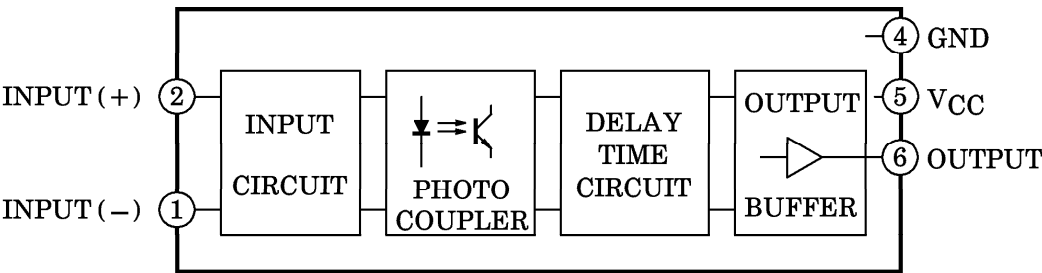 INPUT (+)
2
INPUT (−)
1
INPUT
CIRCUIT
PHOTO
COUPLER
DELAY
TIME
CIRCUIT
OUTPUT
BUFFER
4 GND
5 VCC
6 OUTPUT